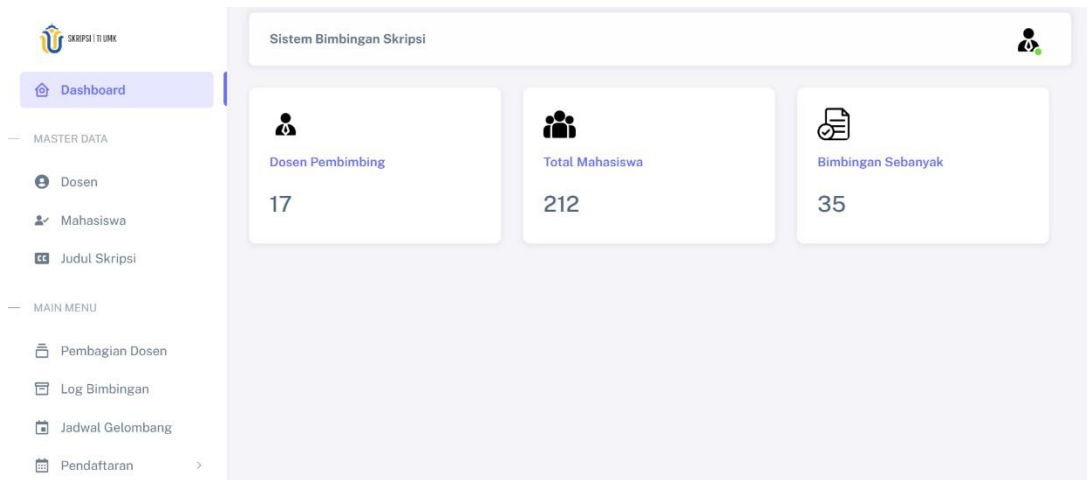 SKRIPSI | TI UMK
Dashboard
MASTER DATA
Dosen
Mahasiswa
Judul Skripsi
MAIN MENU
Pembagian Dosen
Log Bimbingan
Jadwal Gelombang
Pendaftaran
Sistem Bimbingan Skripsi
Dosen Pembimbing
17
Total Mahasiswa
212
Bimbingan Sebanyak
35